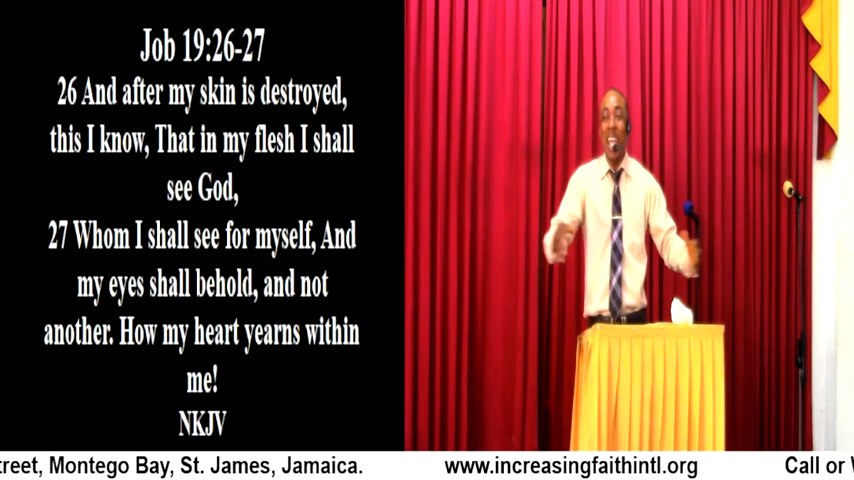 Job 19:26-27
26 And after my skin is destroyed,
this I know, That in my flesh I shall
see God,
27 Whom I shall see for myself, And
my eyes shall behold, and not
another. How my heart yearns within
me!
NKJV
treet, Montego Bay, St. James, Jamaica. www.increasingfaithintl.org Call or